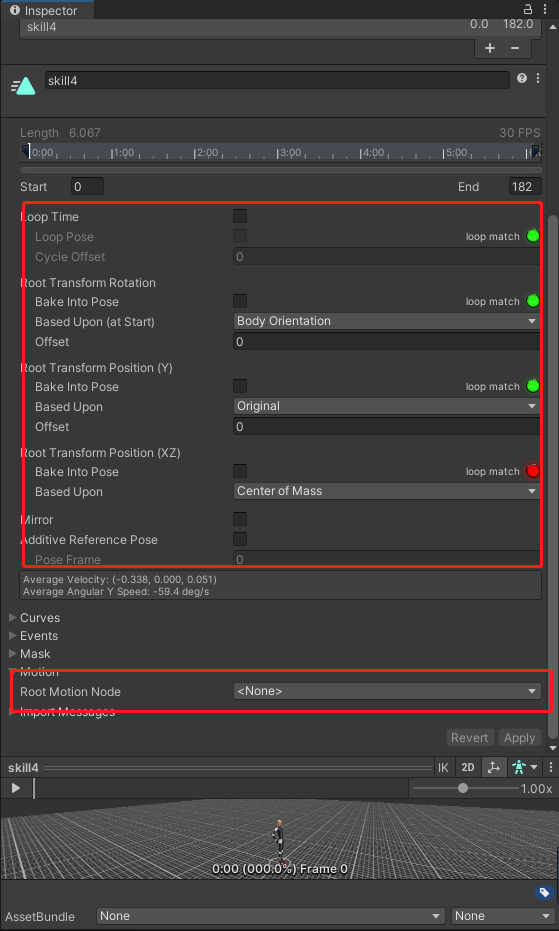 Inspector
skill4 0.0 182.0
+ −
skill4
Length 6.067 30 FPS
0:00 1:00 2:00 3:00 4:00 5:00 6:
Start 0 End 182
Loop Time
Loop Pose loop match
Cycle Offset 0
Root Transform Rotation
Bake Into Pose loop match
Based Upon (at Start) Body Orientation
Offset 0
Root Transform Position (Y)
Bake Into Pose loop match
Based Upon Original
Offset 0
Root Transform Position (XZ)
Bake Into Pose loop match
Based Upon Center of Mass
Mirror
Additive Reference Pose
Pose Frame 0
Average Velocity: (-0.338, 0.000, 0.051)
Average Angular Y Speed: -59.4 deg/s
Curves
Events
Mask
Motion
Root Motion Node <None>
Import Messages
Revert Apply
skill4 IK 2D
1.00x
0:00 (000.0%) Frame 0
AssetBundle None None